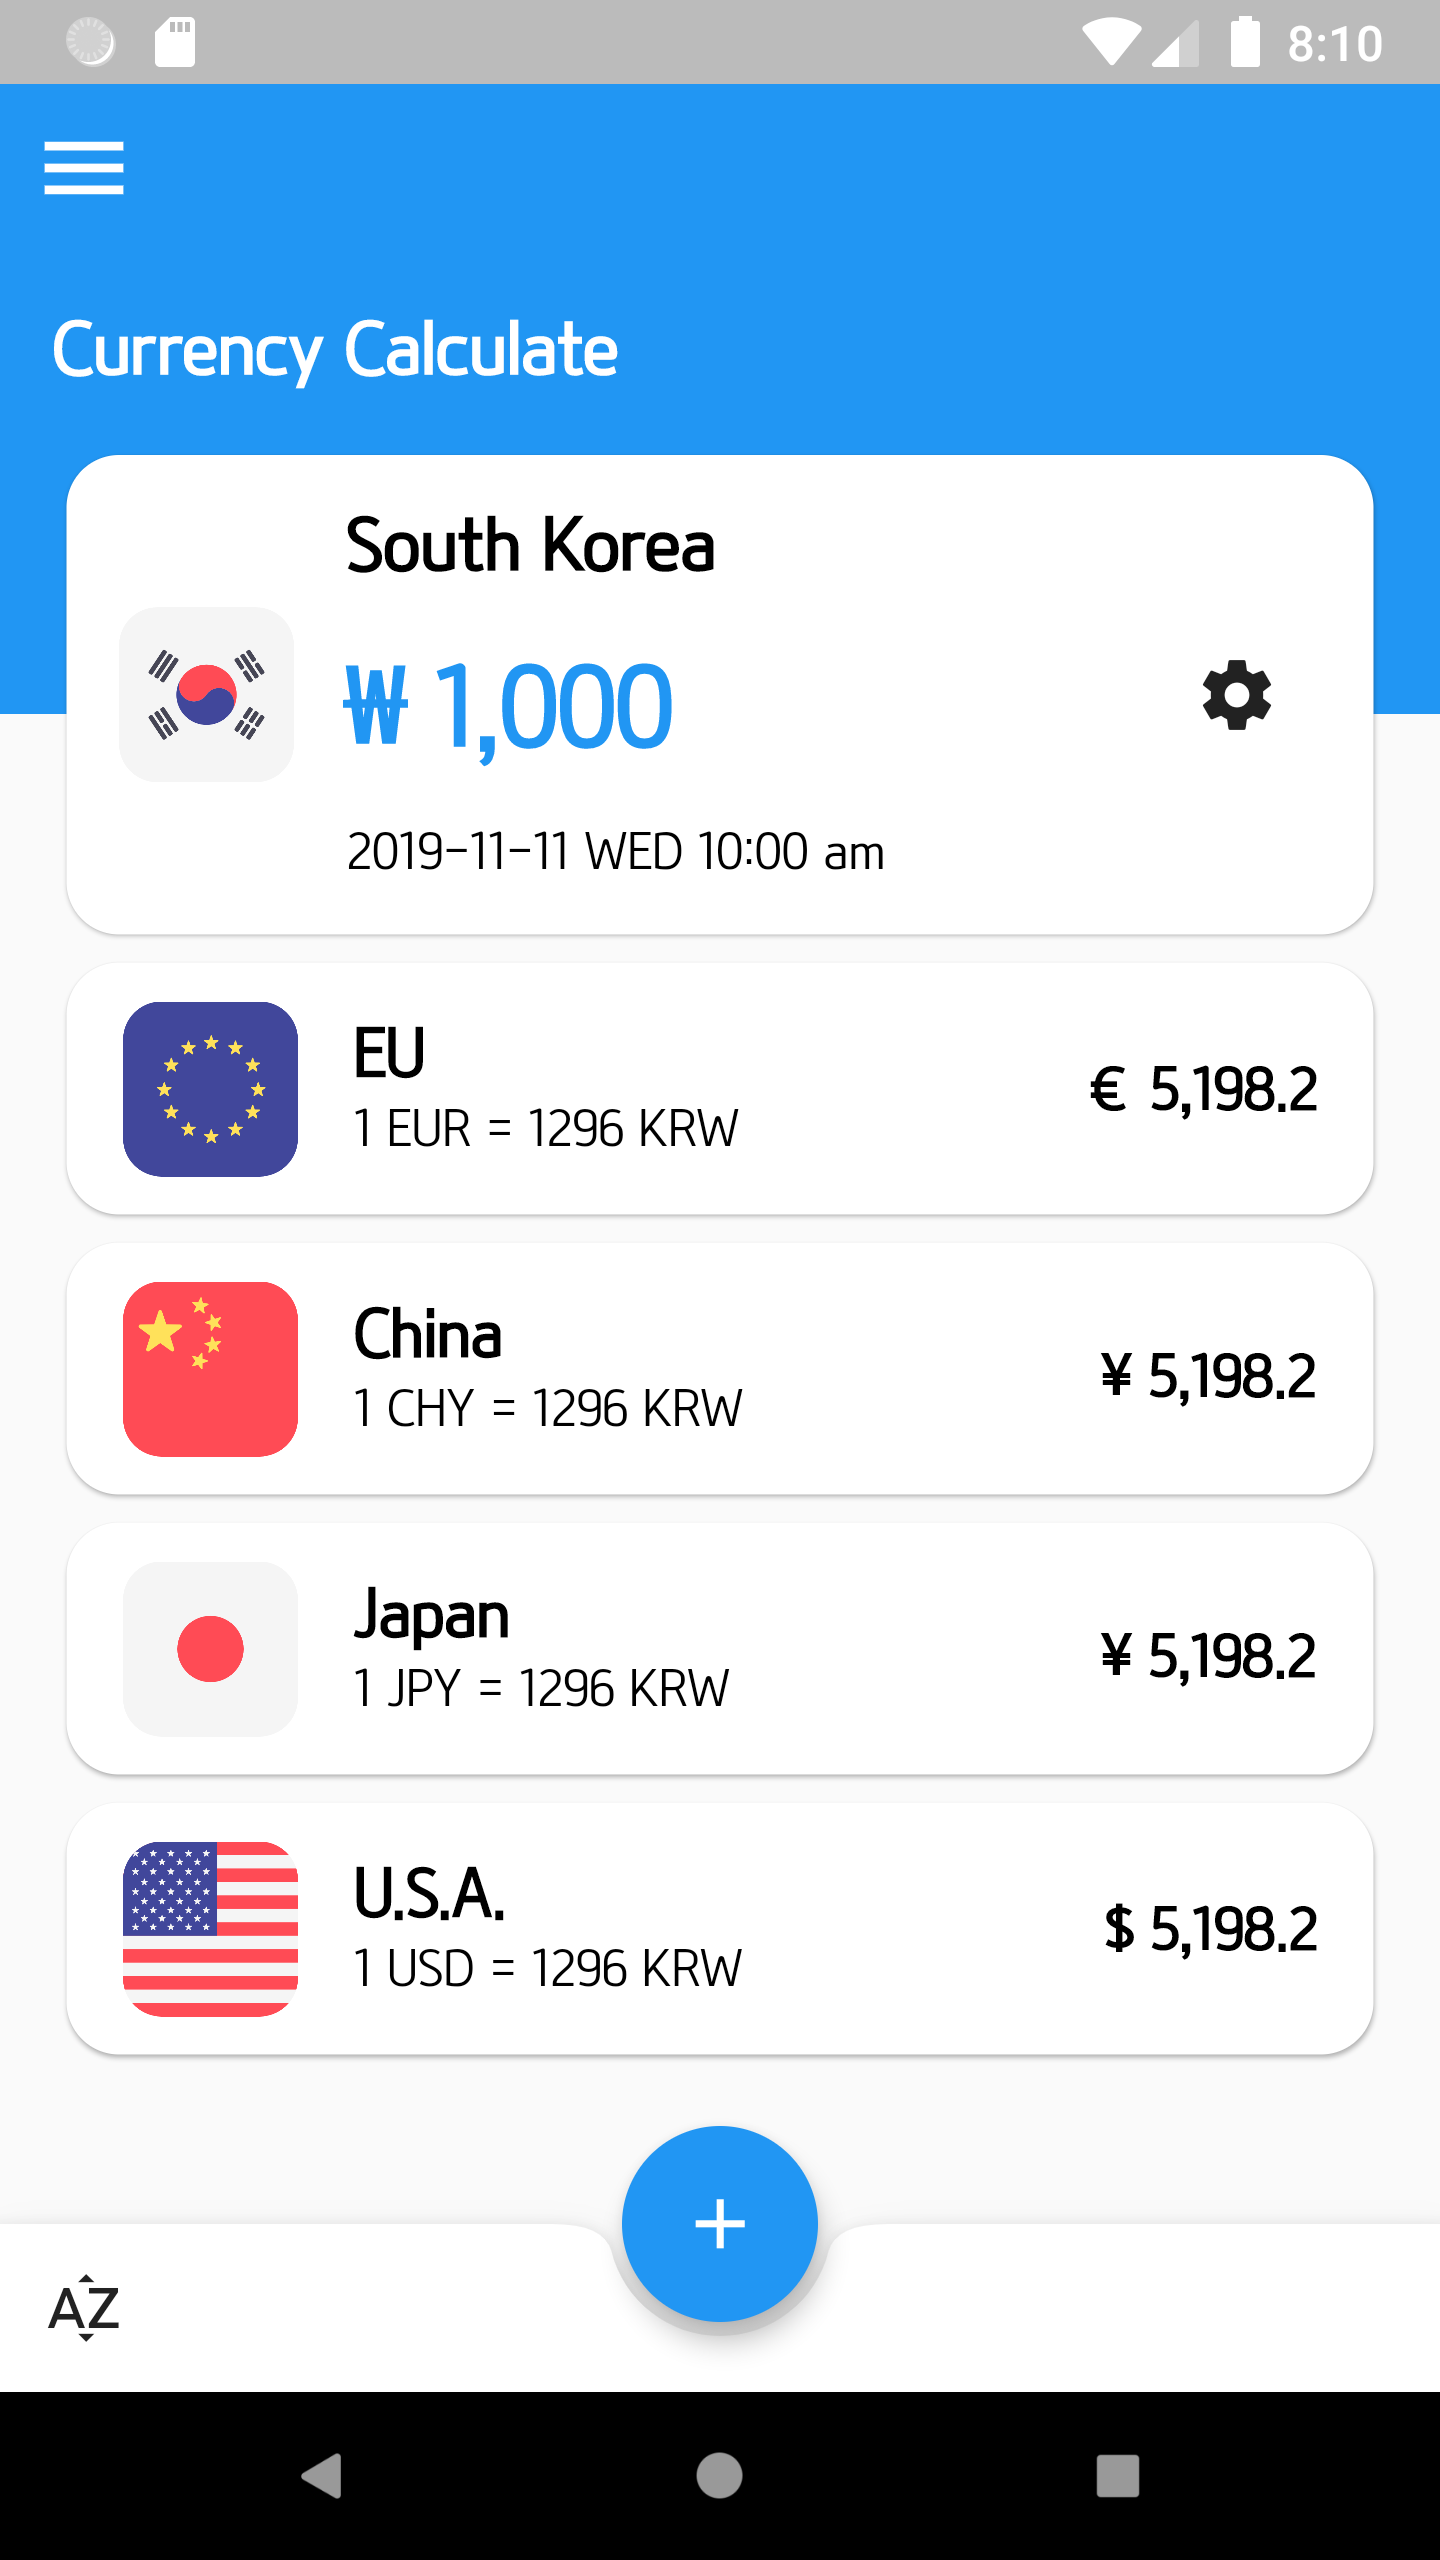 8:10
Currency Calculate
South Korea
₩ 1,000
2019-11-11 WED 10:00 am
EU
1 EUR = 1296 KRW
€ 5,198.2
China
1 CHY = 1296 KRW
¥ 5,198.2
Japan
1 JPY = 1296 KRW
¥ 5,198.2
U.S.A.
1 USD = 1296 KRW
$ 5,198.2
+
AZ